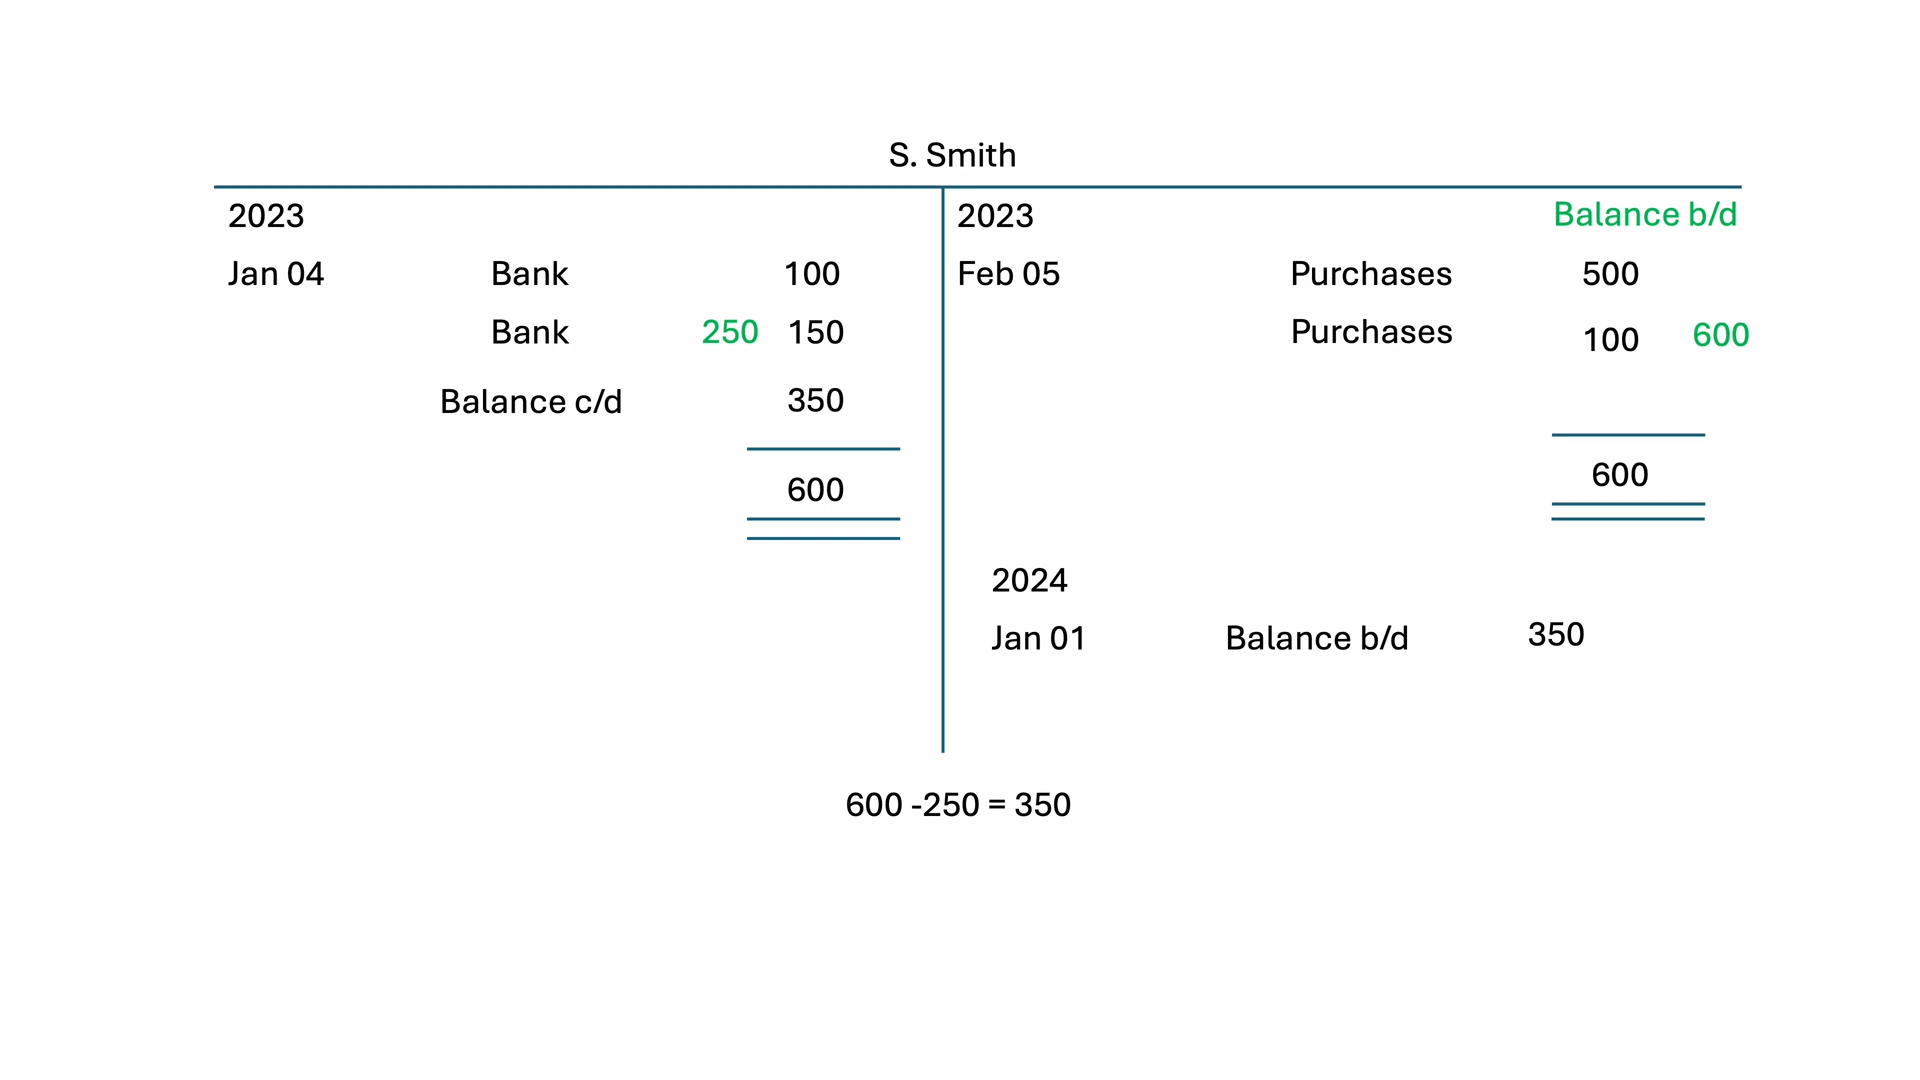 S. Smith
2023
Jan 04 Bank 100
Bank 250 150
Balance c/d 350
600
2023 Balance b/d
Feb 05 Purchases 500
Purchases 100 600
600
2024
Jan 01 Balance b/d 350
600 -250 = 350